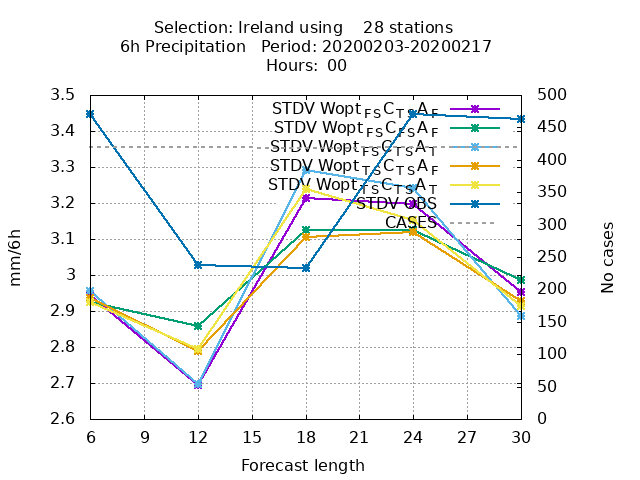 Selection: Ireland using    28 stations
6h Precipitation   Period: 20200203-20200217
Hours:  00
3.5
3.4
3.3
3.2
3.1
3
2.9
2.8
2.7
2.6
mm/6h
STDV Wopt_FS C_TS A_F
STDV Wopt_FS C_FS A_F
STDV Wopt_FS C_TS A_T
STDV Wopt_TS C_TS A_F
STDV Wopt_TS C_TS A_T
STDV OBS
CASES
500
450
400
350
300
250
200
150
100
50
0
No cases
6 9 12 15 18 21 24 27 30
Forecast length